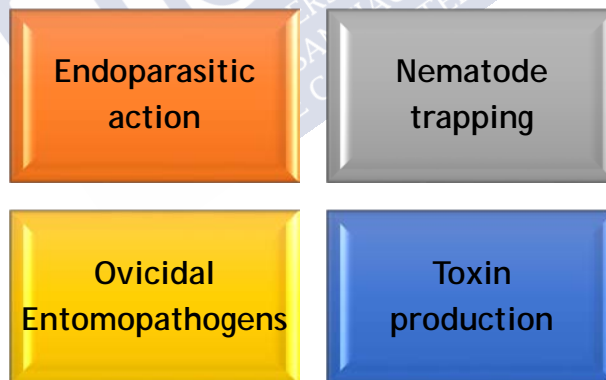 Endoparasitic
action
Nematode
trapping
Ovicidal
Entomopathogens
Toxin
production